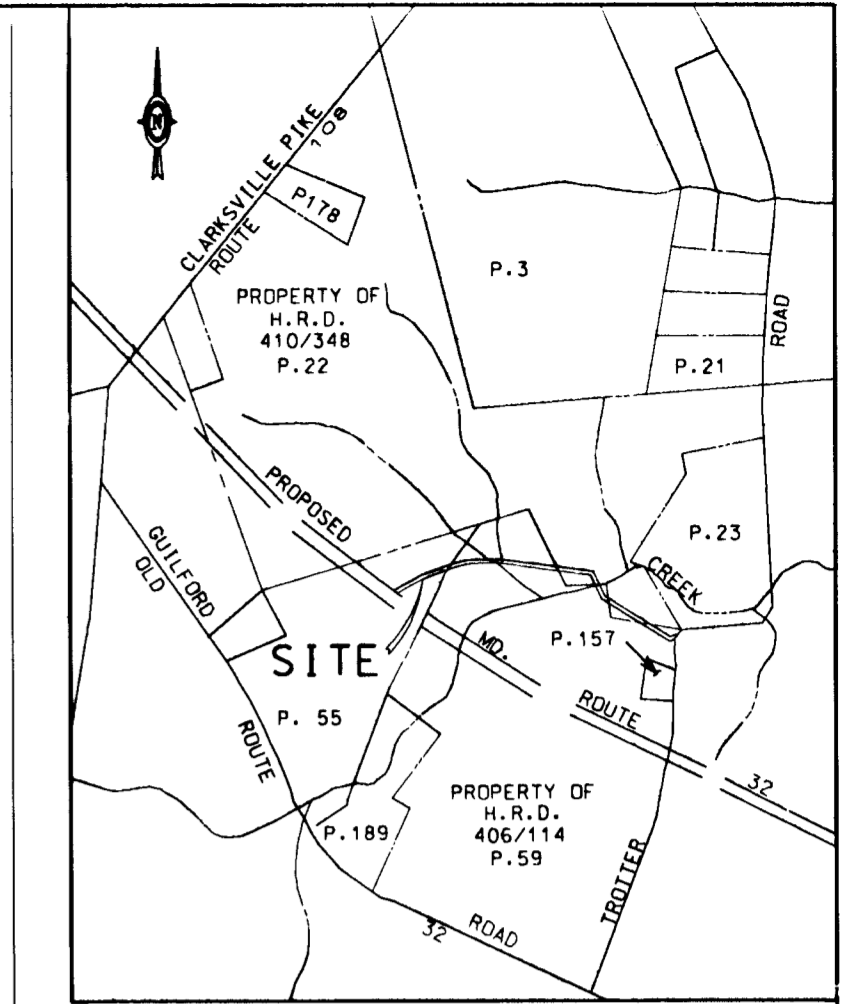 N
CLARKSVILLE PIKE
ROUTE 108
P178
P.3
PROPERTY OF
H.R.D.
410/348
P.22
ROAD
P.21
PROPOSED
GUILFORD
OLD
P.23
CREEK
SITE
P.157
MD.
P. 55
ROUTE
ROUTE
32
PROPERTY OF
H.R.D.
406/114
P.59
P.189
TROTTER
32 ROAD